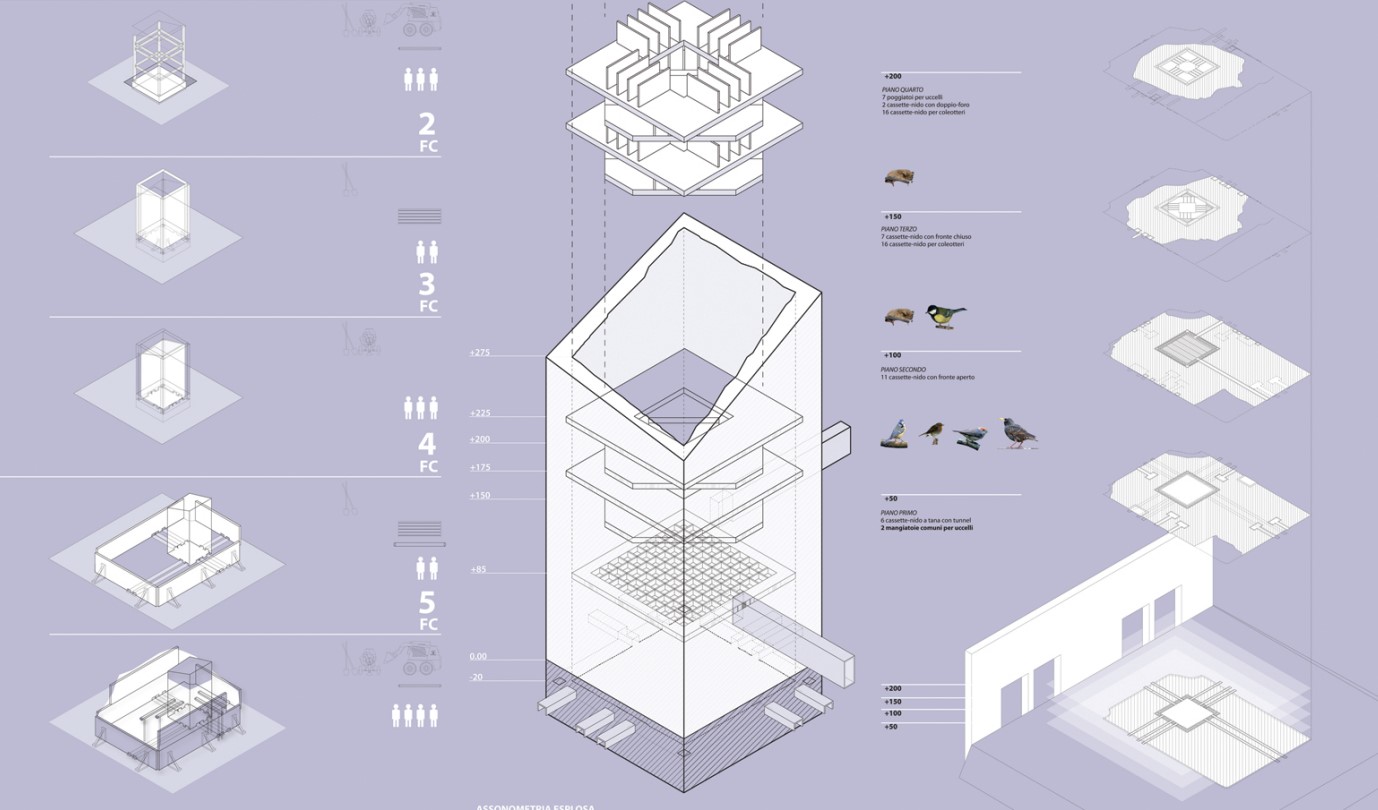 2
FC
3
FC
4
FC
5
FC
+275
+225
+200
+175
+150
+85
0.00
-20
ASSONOMETRIA ESPLOSA
+200
PIANO QUARTO
7 poggiatoi per uccelli
2 cassette-nido con doppio-foro
16 cassette-nido per coleotteri
+150
PIANO TERZO
7 cassette-nido con fronte chiuso
16 cassette-nido per coleotteri
+100
PIANO SECONDO
11 cassette-nido con fronte aperto
+50
PIANO PRIMO
6 cassette-nido a tana con tunnel
2 mangiatoie comuni per uccelli
+200
+150
+100
+50